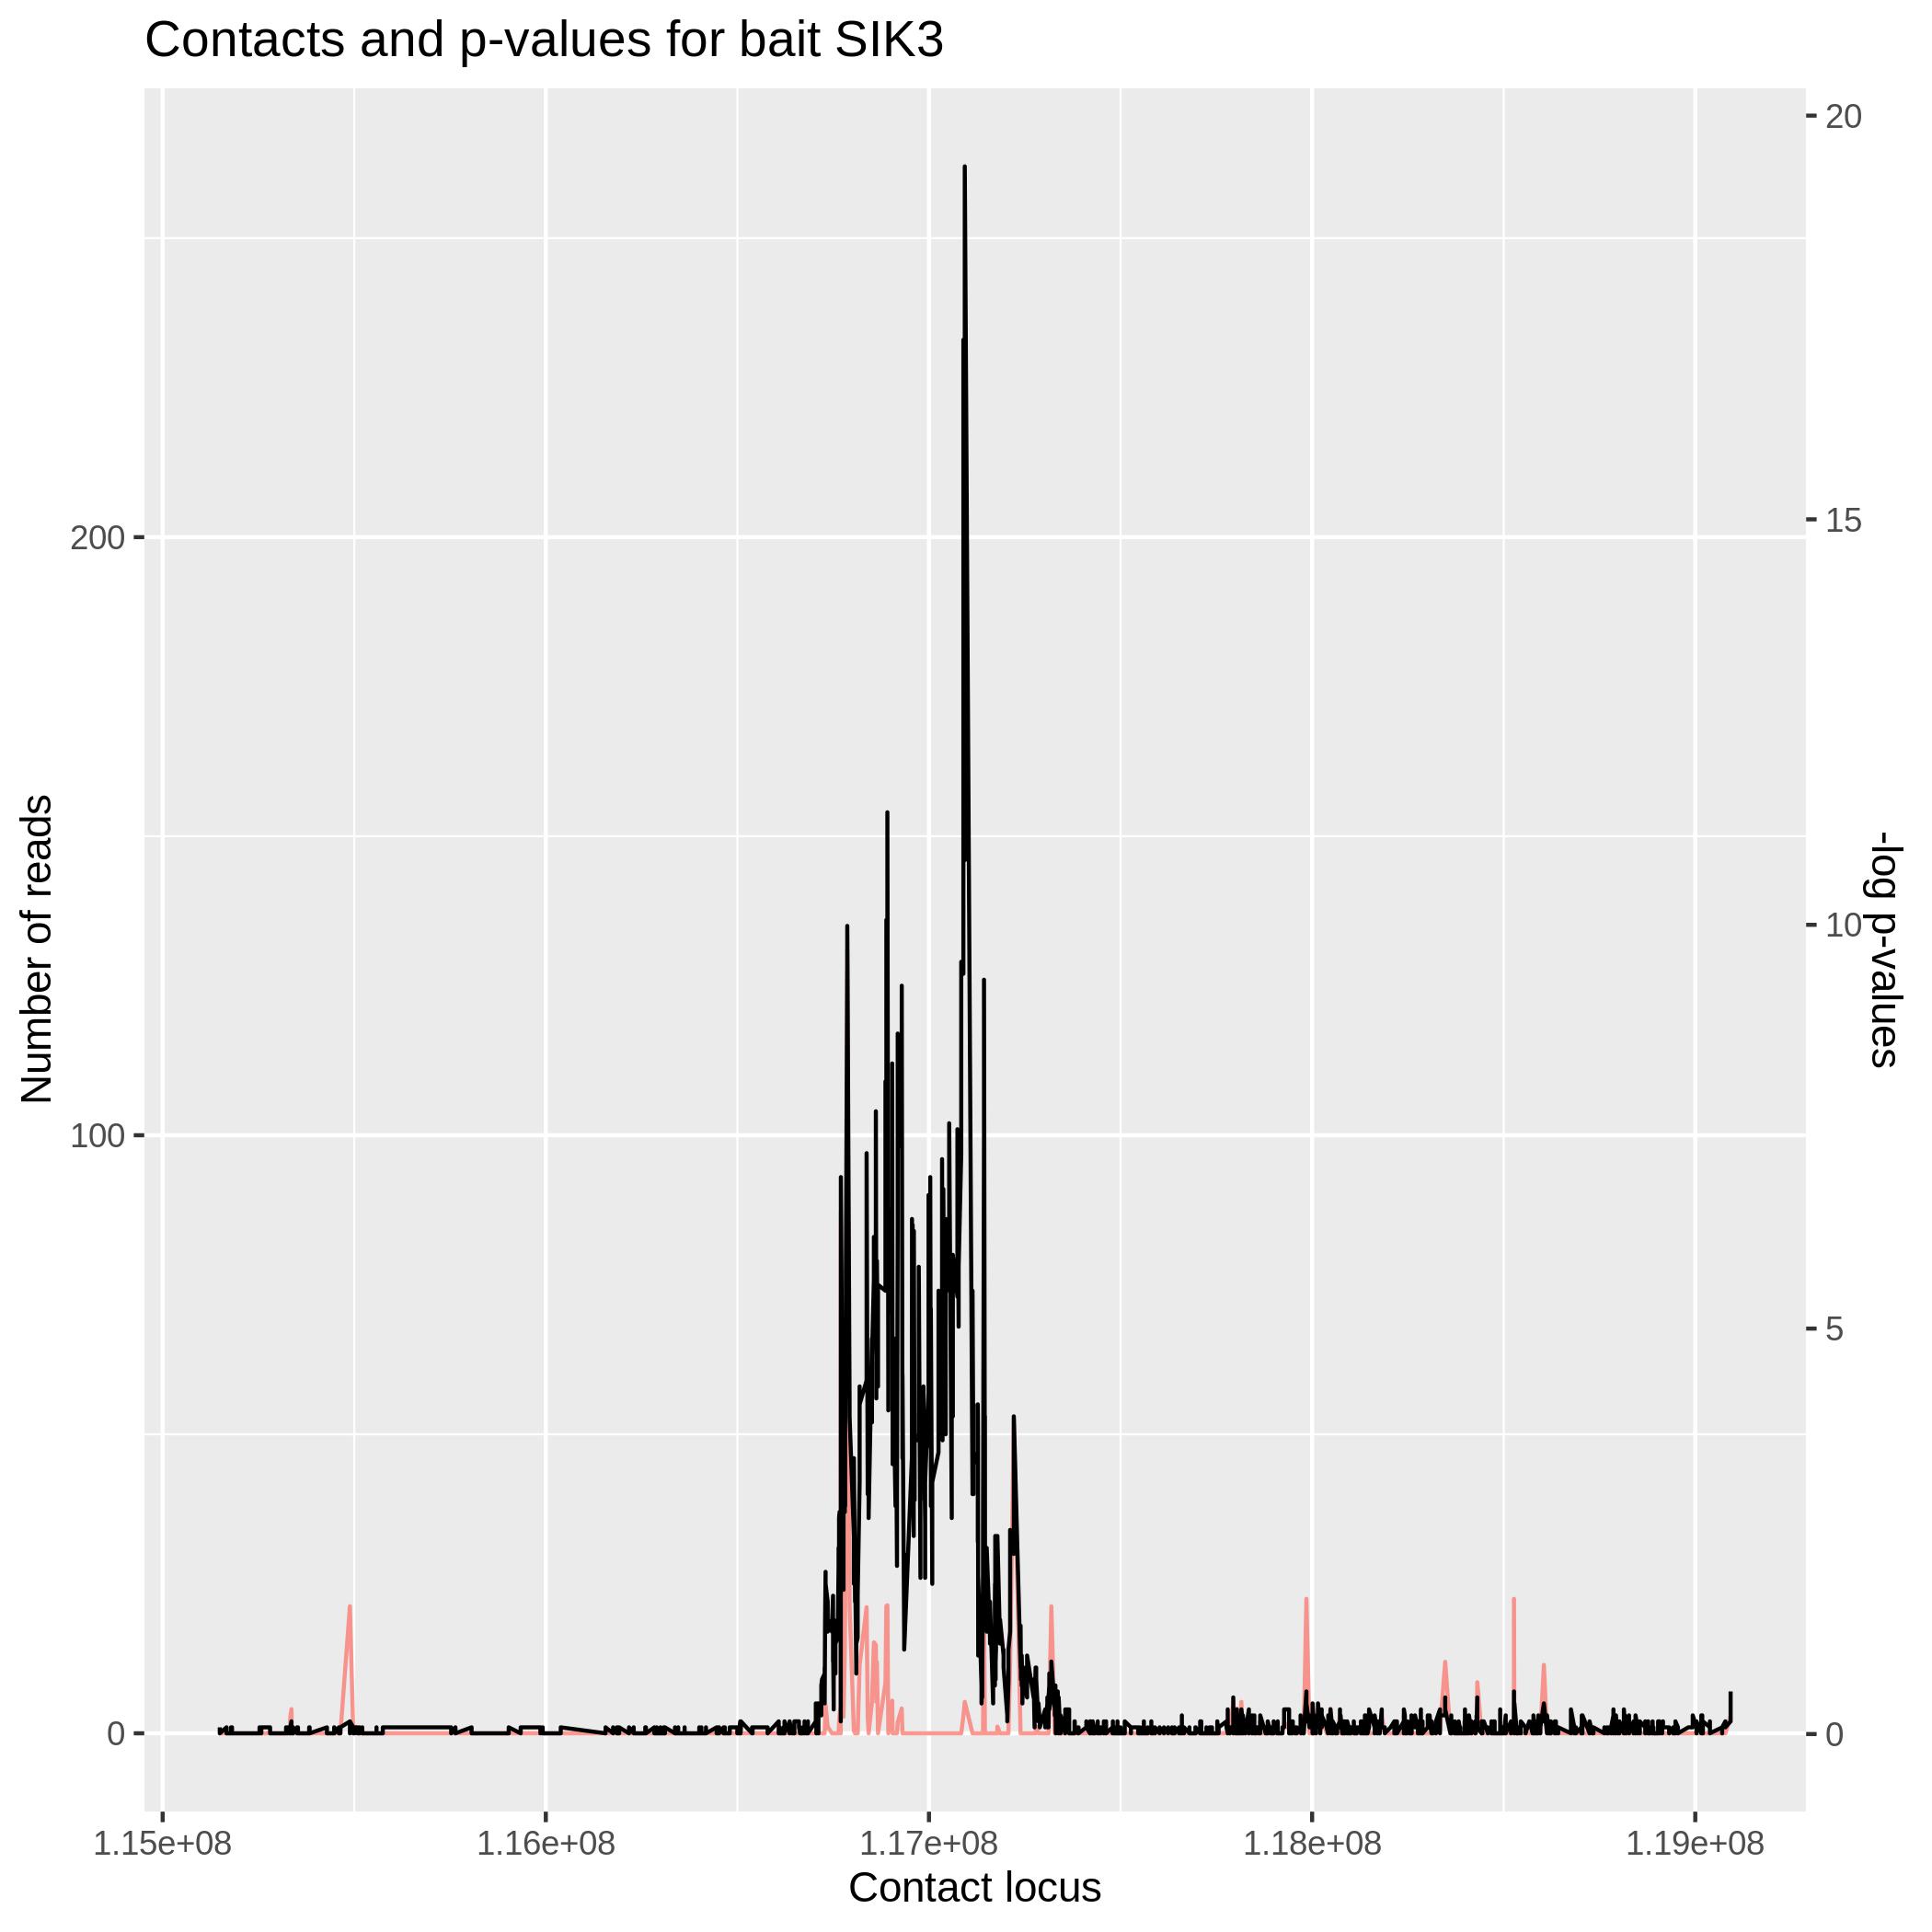 Contacts and p-values for bait SIK3
Number of reads
200
100
0
20
15
10
5
0
-log p-values
1.15e+08
1.16e+08
1.17e+08
1.18e+08
1.19e+08
Contact locus